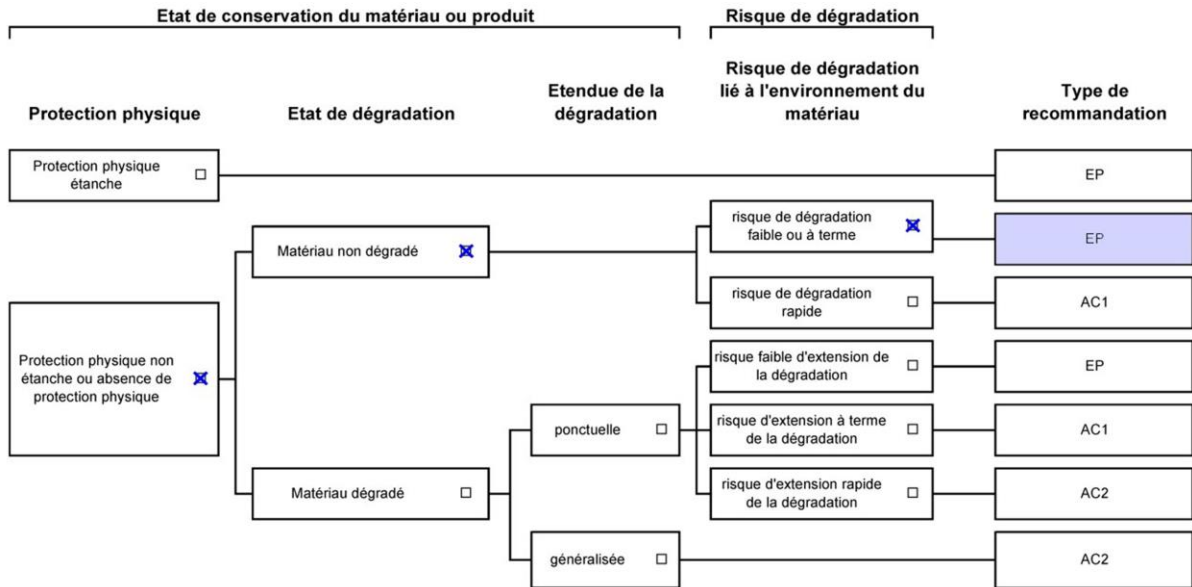 Etat de conservation du matériau ou produit
Risque de dégradation
Protection physique
Etat de dégradation
Etendue de la
dégradation
Risque de dégradation
lié à l'environnement du
matériau
Type de
recommandation
Protection physique
étanche
EP
Matériau non dégradé
risque de dégradation
faible ou à terme
EP
risque de dégradation
rapide
AC1
Protection physique non
étanche ou absence de
protection physique
risque faible d'extension de
la dégradation
EP
ponctuelle
risque d'extension à terme
de la dégradation
AC1
Matériau dégradé
risque d'extension rapide
de la dégradation
AC2
généralisée
AC2